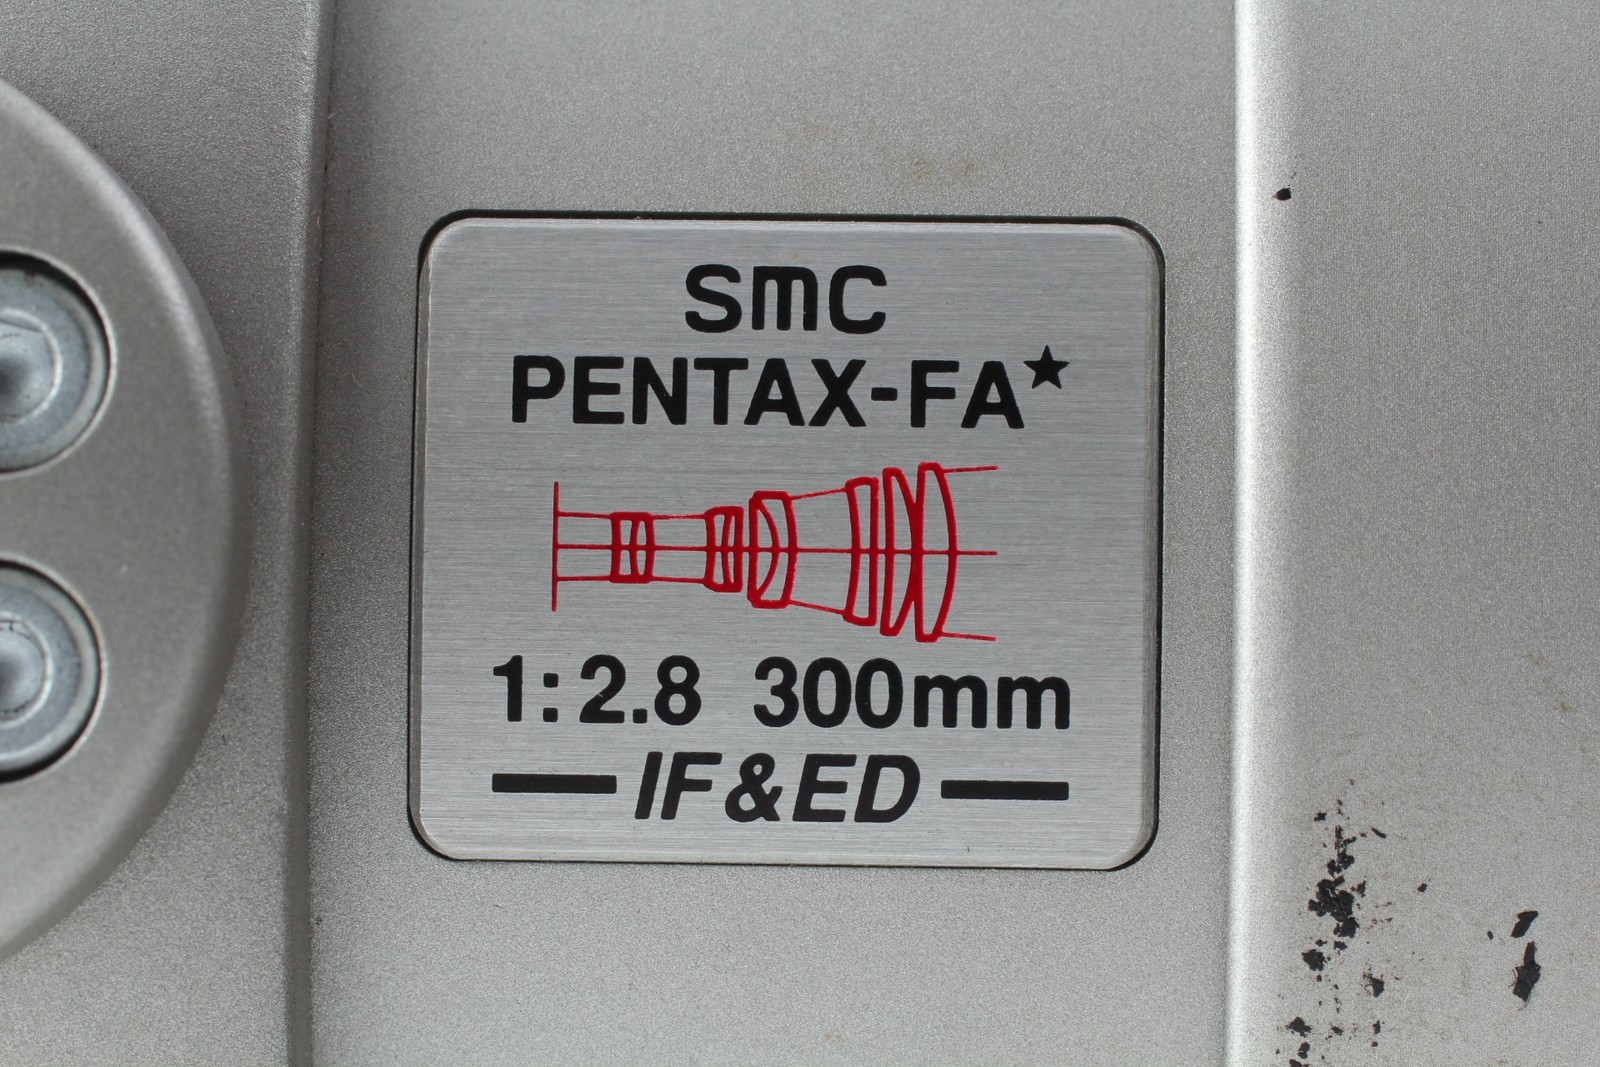 smc
PENTAX-FA★
1:2.8 300mm
IF&ED